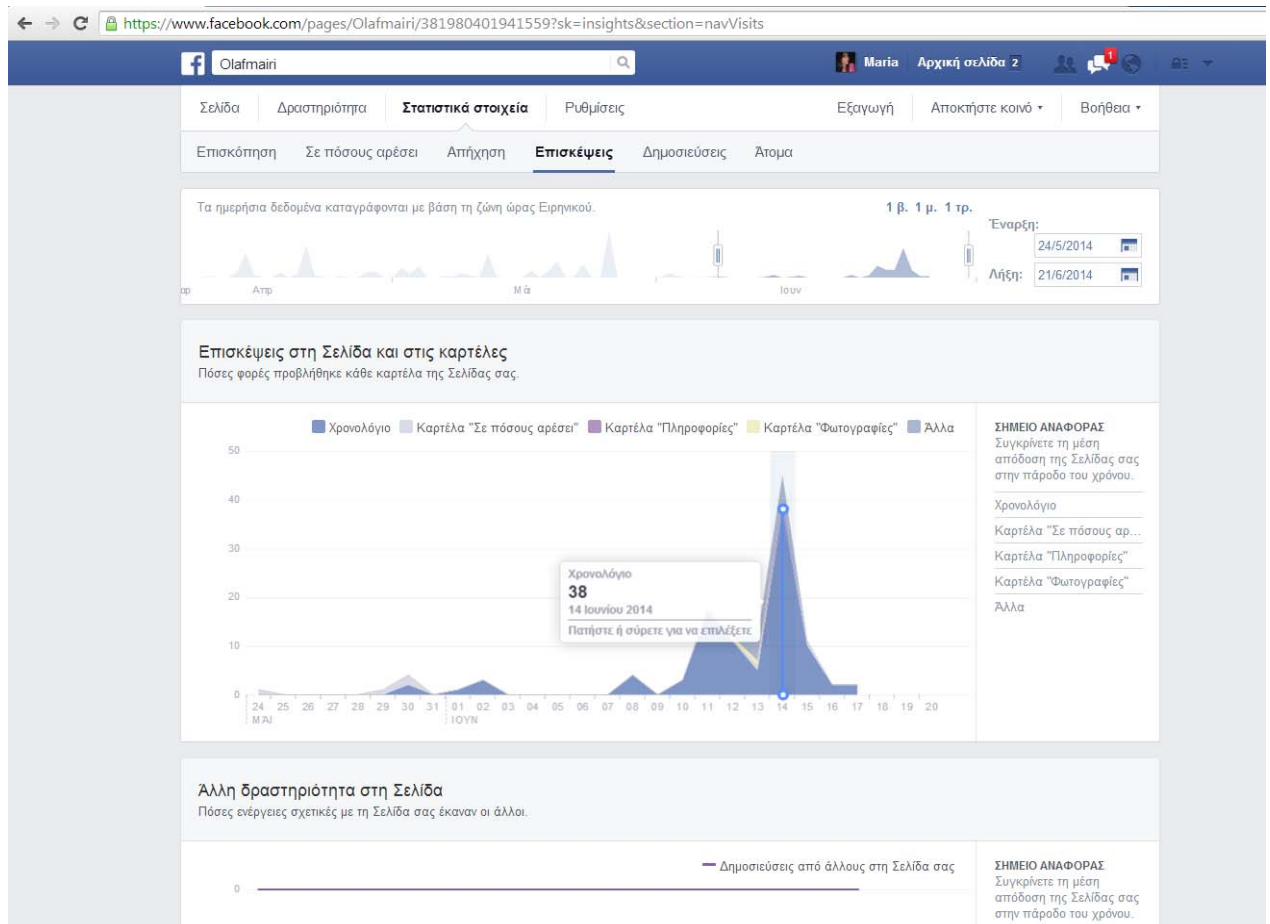 https://www.facebook.com/pages/Olafmairi/381980401941559?sk=insights&section=navVisits
Olafmairi
Maria Αρχική σελίδα 2
1
Σελίδα Δραστηριότητα Στατιστικά στοιχεία Ρυθμίσεις Εξαγωγή Αποκτήστε κοινό Βοήθεια
Επισκόπηση Σε πόσους αρέσει Απήχηση Επισκέψεις Δημοσιεύσεις Άτομα
Τα ημερήσια δεδομένα καταγράφονται με βάση τη ζώνη ώρας Ειρηνικού.
1 β. 1 μ. 1 τρ.
Έναρξη:
24/5/2014
Λήξη: 21/6/2014
αρ Απρ Μά Ιουν
Επισκέψεις στη Σελίδα και στις καρτέλες
Πόσες φορές προβλήθηκε κάθε καρτέλα της Σελίδας σας.
Χρονολόγιο Καρτέλα "Σε πόσους αρέσει" Καρτέλα "Πληροφορίες" Καρτέλα "Φωτογραφίες" Άλλα
50
40
30
20
10
0
Χρονολόγιο
38
14 Ιουνίου 2014
Πατήστε ή σύρετε για να επιλέξετε
24 25 26 27 28 29 30 31 01 02 03 04 05 06 07 08 09 10 11 12 13 14 15 16 17 18 19 20
ΜΆΙ ΙΟΥΝ
ΣΗΜΕΙΟ ΑΝΑΦΟΡΑΣ
Συγκρίνετε τη μέση
απόδοση της Σελίδας σας
στην πάροδο του χρόνου.
Χρονολόγιο
Καρτέλα "Σε πόσους αρ...
Καρτέλα "Πληροφορίες"
Καρτέλα "Φωτογραφίες"
Άλλα
Άλλη δραστηριότητα στη Σελίδα
Πόσες ενέργειες σχετικές με τη Σελίδα σας έκαναν οι άλλοι.
Δημοσιεύσεις από άλλους στη Σελίδα σας
0
ΣΗΜΕΙΟ ΑΝΑΦΟΡΑΣ
Συγκρίνετε τη μέση
απόδοση της Σελίδας σας
στην πάροδο του χρόνου.